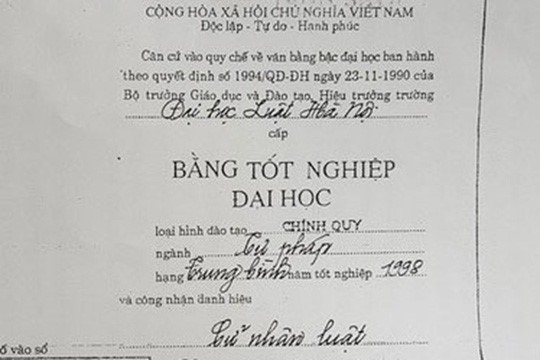 CỘNG HÒA XÃ HỘI CHỦ NGHĨA VIỆT NAM
Độc lập - Tự do - Hạnh phúc
Căn cứ vào quy chế về văn bằng bậc đại học ban hành
theo quyết định số 1994/QĐ-ĐH ngày 23-11-1990 của
Bộ trưởng Giáo dục và Đào tạo, Hiệu trưởng trường
Đại học Luật Hà Nội
cấp
BẰNG TỐT NGHIỆP
ĐẠI HỌC
loại hình đào tạo CHÍNH QUY
ngành Tư pháp
hạng Trung bình năm tốt nghiệp 1998
và công nhận danh hiệu
Cử nhân luật
số vào sổ